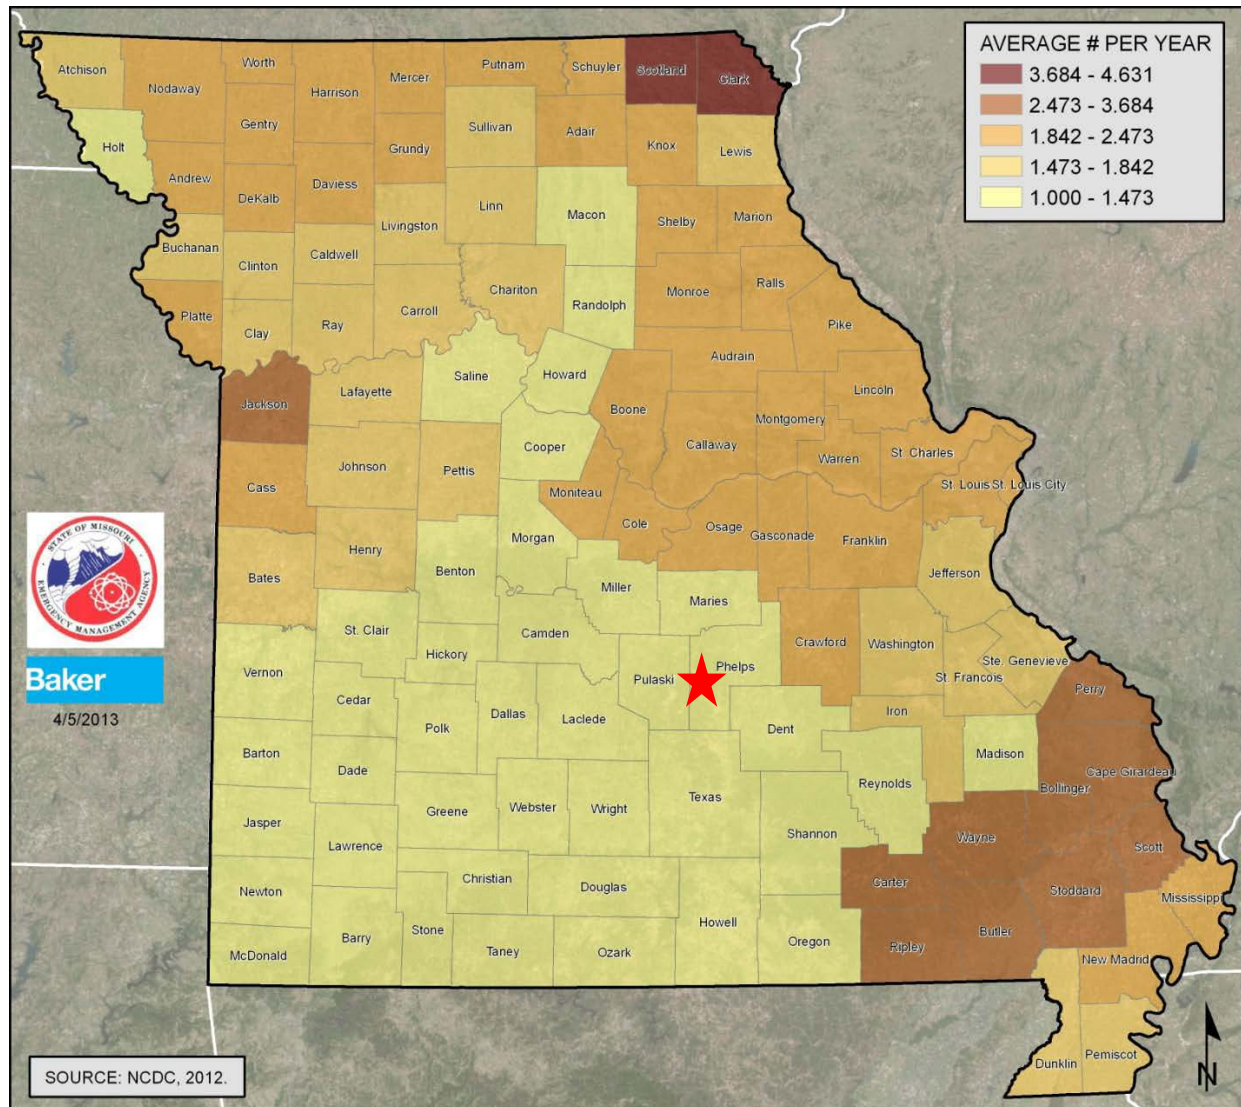 AVERAGE # PER YEAR
3.684 - 4.631
2.473 - 3.684
1.842 - 2.473
1.473 - 1.842
1.000 - 1.473
Atchison
Nodaway
Worth
Harrison
Mercer
Putnam
Schuyler
Scotland
Clark
Holt
Gentry
Sullivan
Adair
Knox
Lewis
Grundy
Andrew
DeKalb
Daviess
Livingston
Linn
Macon
Shelby
Marion
Buchanan
Clinton
Caldwell
Chariton
Randolph
Monroe
Ralls
Platte
Clay
Ray
Carroll
Pike
Audrain
Saline
Howard
Jackson
Lafayette
Boone
Lincoln
Montgomery
Callaway
Cooper
Warren
St. Charles
Johnson
Pettis
Cass
Moniteau
St. Louis
St. Louis City
Cole
Osage
Gasconade
Franklin
Morgan
Henry
Bates
Benton
Jefferson
Miller
Maries
St. Clair
Camden
Crawford
Washington
Hickory
Vernon
Pulaski
Phelps
Ste. Genevieve
St. Francois
Perry
Cedar
Polk
Dallas
Laclede
Iron
Dent
Barton
Madison
Dade
Reynolds
Cape Girardeau
Bollinger
Greene
Webster
Wright
Texas
Jasper
Shannon
Wayne
Scott
Lawrence
Christian
Douglas
Carter
Stoddard
Mississippi
Newton
Howell
Barry
Stone
Taney
Ozark
Oregon
Ripley
Butler
McDonald
New Madrid
Dunklin
Pemiscot
STATE OF MISSOURI
EMERGENCY MANAGEMENT AGENCY
Baker
4/5/2013
SOURCE: NCDC, 2012.
N